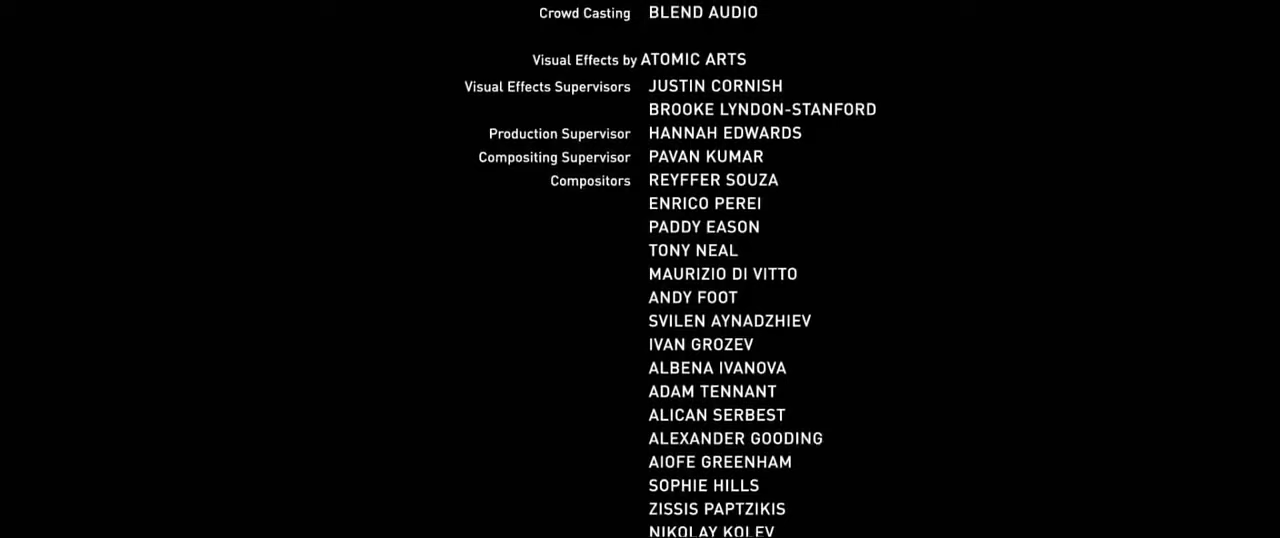 Crowd Casting BLEND AUDIO
Visual Effects by ATOMIC ARTS
Visual Effects Supervisors JUSTIN CORNISH
BROOKE LYNDON-STANFORD
Production Supervisor HANNAH EDWARDS
Compositing Supervisor PAVAN KUMAR
Compositors REYFFER SOUZA
ENRICO PEREI
PADDY EASON
TONY NEAL
MAURIZIO DI VITTO
ANDY FOOT
SVILEN AYNADZHIEV
IVAN GROZEV
ALBENA IVANOVA
ADAM TENNANT
ALICAN SERBEST
ALEXANDER GOODING
AIOFE GREENHAM
SOPHIE HILLS
ZISSIS PAPTZIKIS
NIKOLAY KOLEV